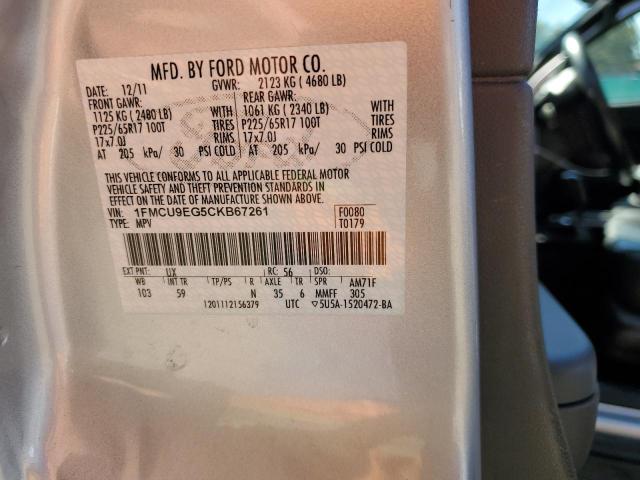 MFD. BY FORD MOTOR CO.
DATE: 12/11 GVWR: 2123 KG ( 4680 LB)
FRONT GAWR: REAR GAWR:
1125 KG ( 2480 LB) WITH 1061 KG ( 2340 LB) WITH
P225/65R17 100T TIRES P225/65R17 100T TIRES
17x7.0J RIMS 17x7.0J RIMS
AT 205 kPa/ 30 PSI COLD AT 205 kPa/ 30 PSI COLD
THIS VEHICLE CONFORMS TO ALL APPLICABLE FEDERAL MOTOR
VEHICLE SAFETY AND THEFT PREVENTION STANDARDS IN
EFFECT ON THE DATE OF MANUFACTURE SHOWN ABOVE.
VIN: 1FMCU9EG5CKB67261 F0080
TYPE: MPV T0179
EXT PNT: UX RC: 56 DSO:
WB INT TR TP/PS R AXLE TR SPR AM71F
103 59 N 35 6 MMFF 305
1201112156379 UTC ▽5U5A-1520472-BA